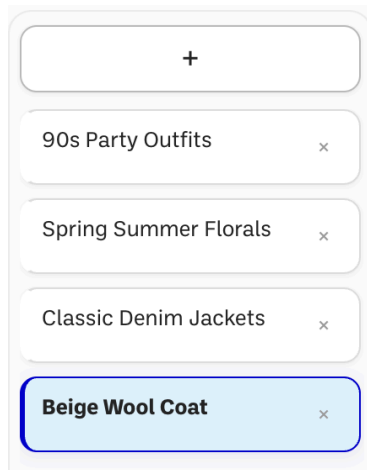 +
90s Party Outfits
×
Spring Summer Florals
×
Classic Denim Jackets
×
Beige Wool Coat
×